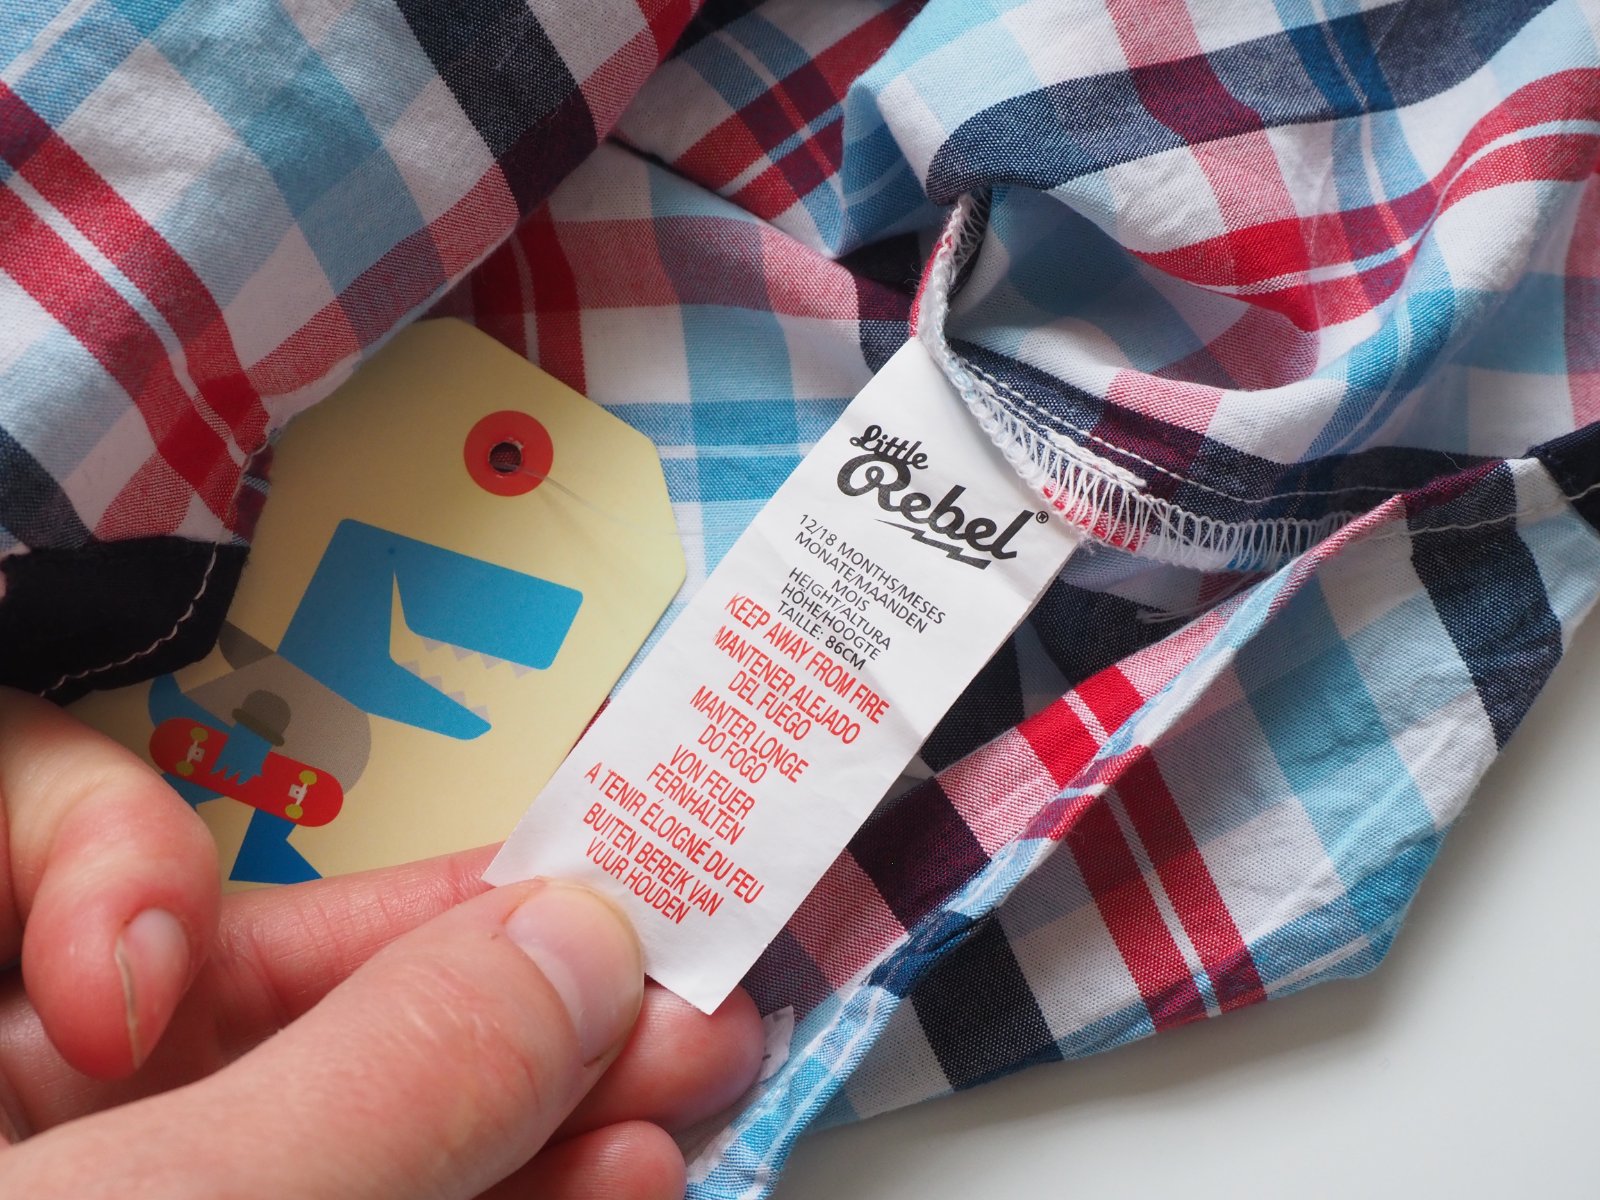 Little
Rebel®
12/18 MONTHS/MESES
MONATE/MAANDEN
MOIS
HEIGHT/ALTURA
HÖHE/HOOGTE
TAILLE: 86CM
KEEP AWAY FROM FIRE
MANTENER ALEJADO
DEL FUEGO
MANTER LONGE
DO FOGO
VON FEUER
FERNHALTEN
A TENIR ÉLOIGNÉ DU FEU
BUITEN BEREIK VAN
VUUR HOUDEN